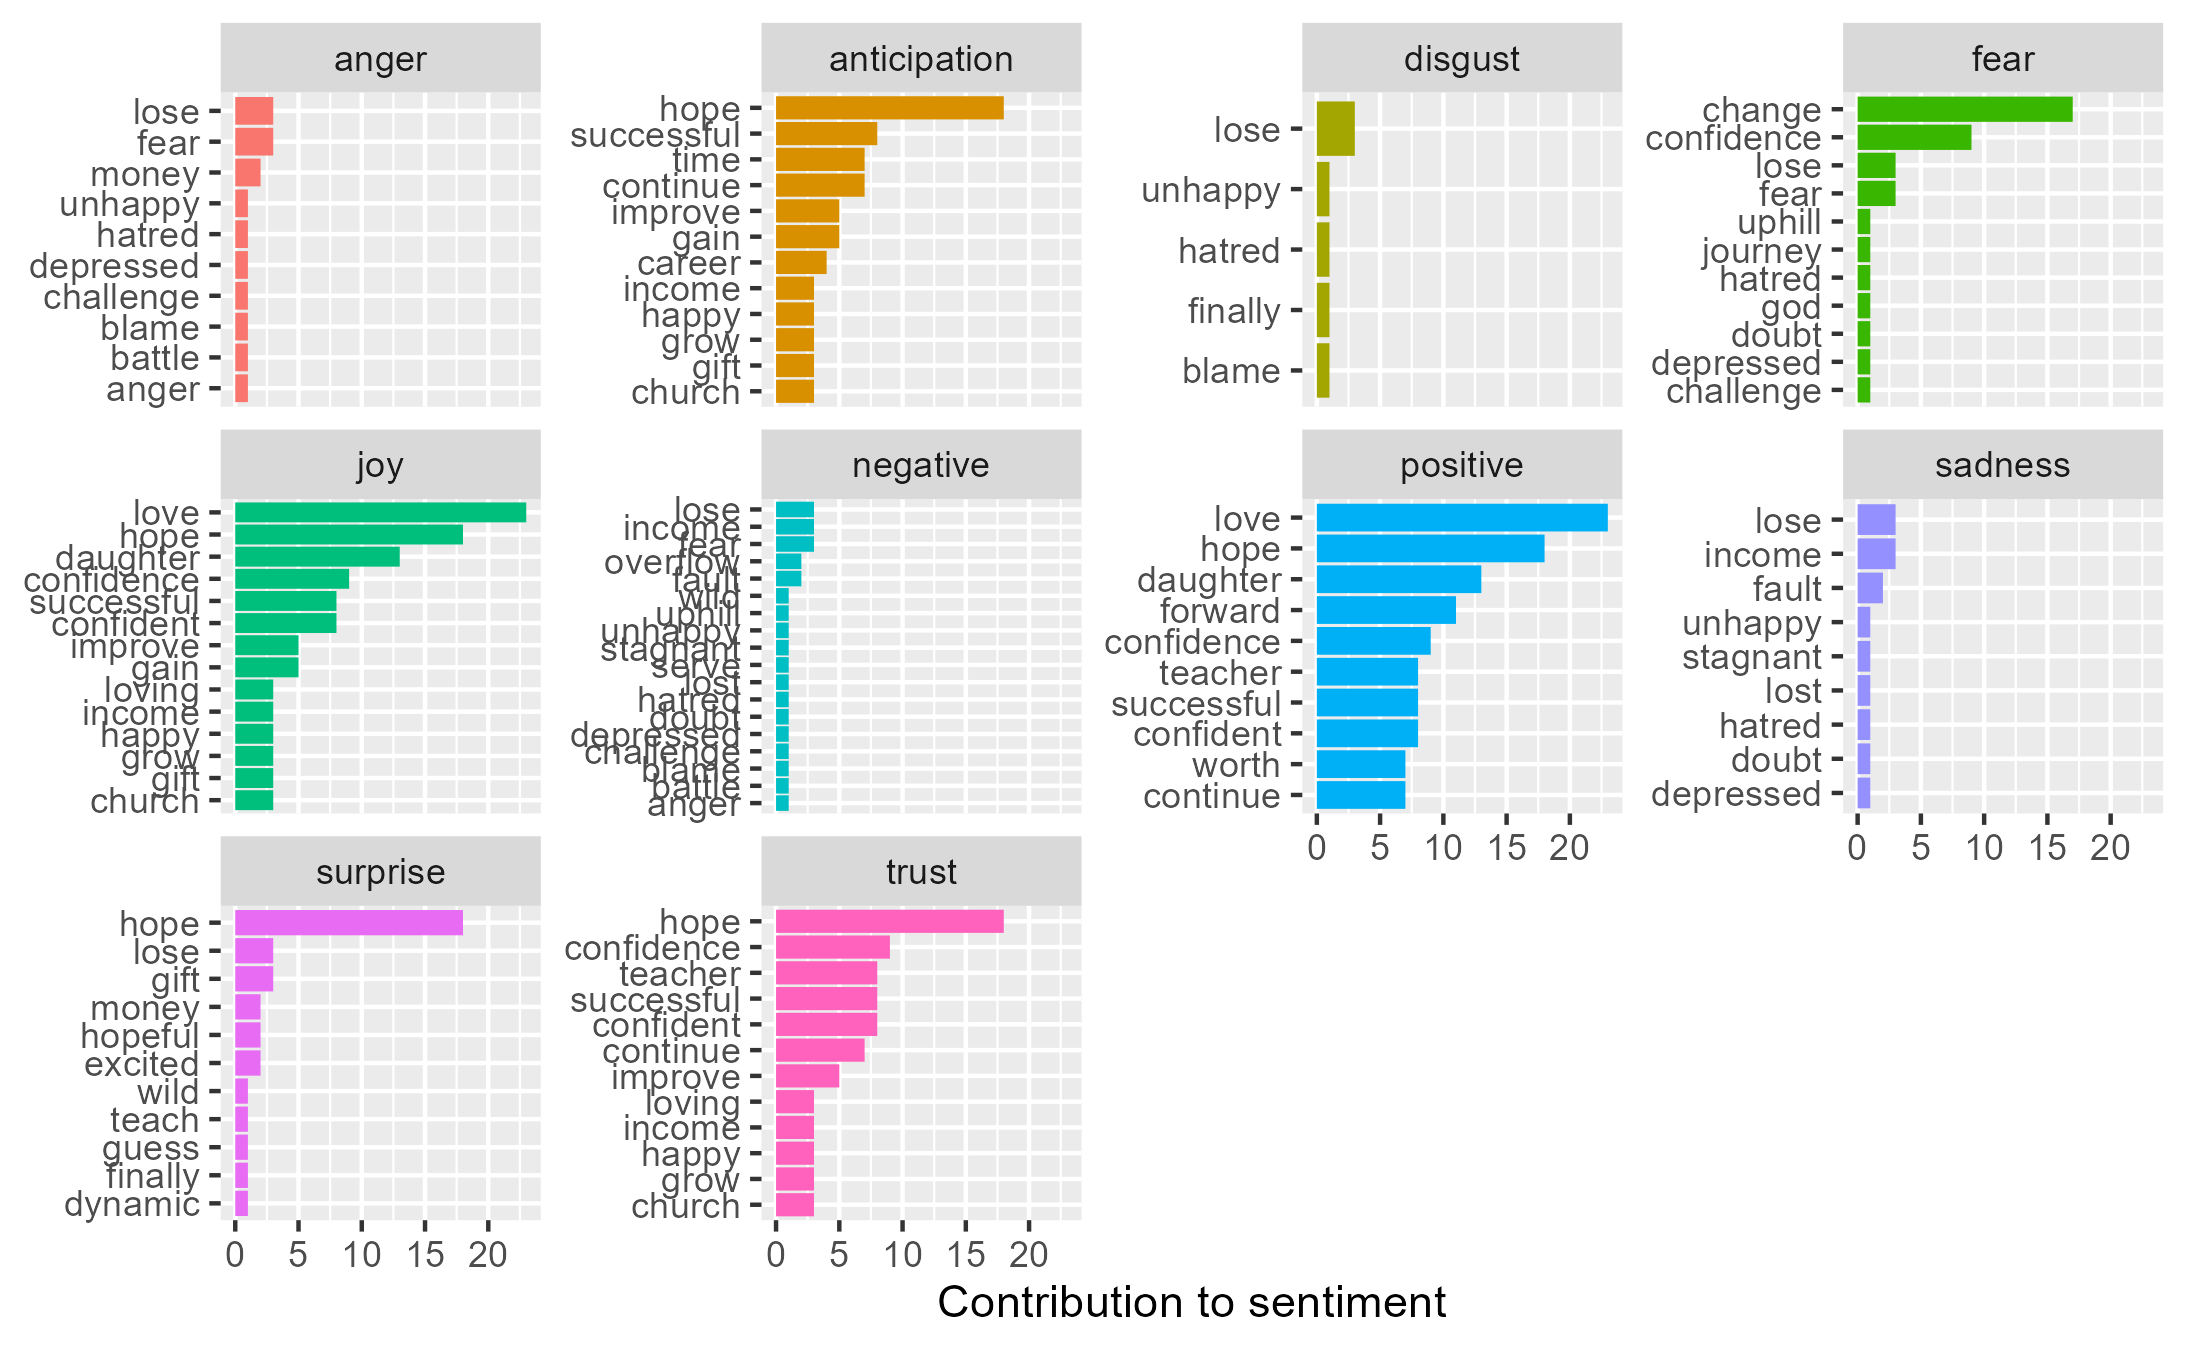 anger
lose
fear
money
unhappy
hatred
depressed
challenge
blame
battle
anger
anticipation
hope
successful
time
continue
improve
gain
career
income
happy
grow
gift
church
disgust
lose
unhappy
hatred
finally
blame
fear
change
confidence
lose
fear
uphill
journey
hatred
god
doubt
depressed
challenge
joy
love
hope
daughter
confidence
successful
confident
improve
gain
loving
income
happy
grow
gift
church
negative
lose
income
fear
overflow
fault
wild
uphill
unhappy
stagnant
serve
lost
hatred
doubt
depressed
challenge
blame
battle
anger
positive
love
hope
daughter
forward
confidence
teacher
successful
confident
worth
continue
0 5 10 15 20
sadness
lose
income
fault
unhappy
stagnant
lost
hatred
doubt
depressed
0 5 10 15 20
surprise
hope
lose
gift
money
hopeful
excited
wild
teach
guess
finally
dynamic
0 5 10 15 20
trust
hope
confidence
teacher
successful
confident
continue
improve
loving
income
happy
grow
church
0 5 10 15 20
Contribution to sentiment